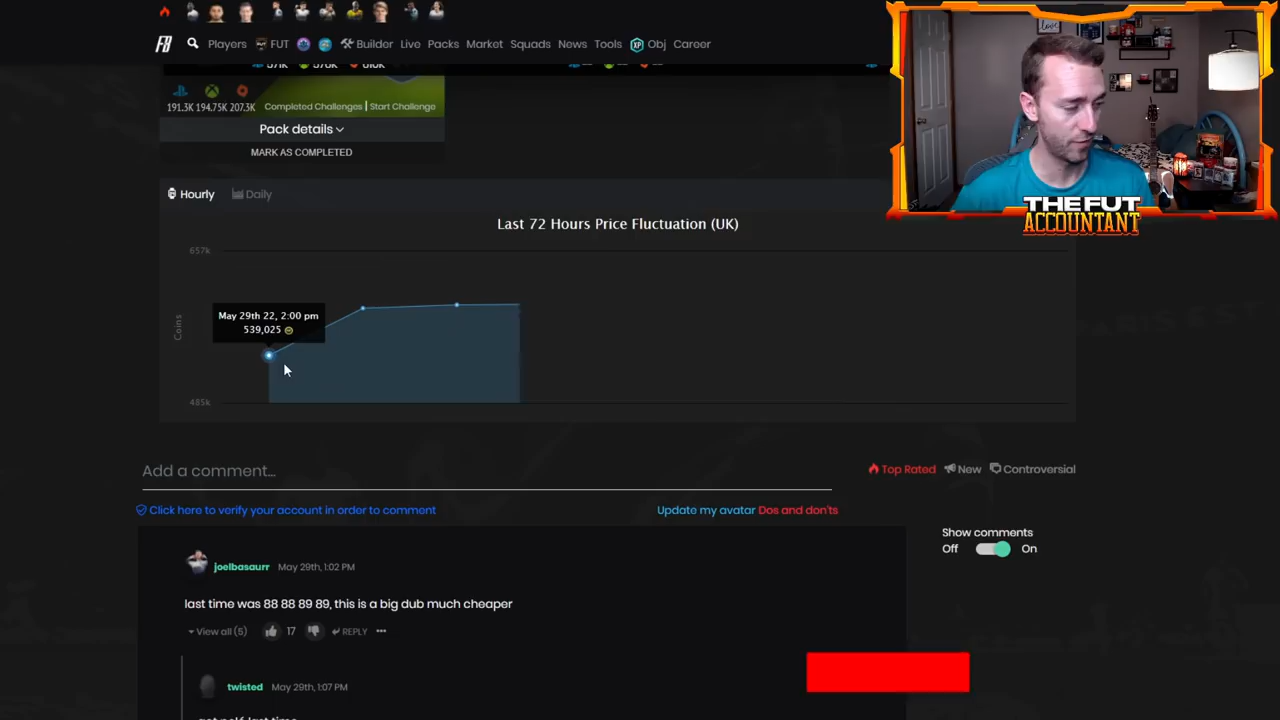 F8 Players FUT Builder Live Packs Market Squads News Tools XP Obj Career
191.3K 194.75K 207.3K Completed Challenges | Start Challenge
Pack details
MARK AS COMPLETED
Hourly Daily
THE FUT
ACCOUNTANT
Last 72 Hours Price Fluctuation (UK)
657k
May 29th 22, 2:00 pm
539,025
Coins
485k
Add a comment...
Top Rated New Controversial
Click here to verify your account in order to comment
Update my avatar Dos and don'ts
Show comments
Off On
joelbasaurr May 29th, 1:02 PM
last time was 88 88 89 89, this is a big dub much cheaper
View all (5) 17 REPLY
twisted May 29th, 1:07 PM